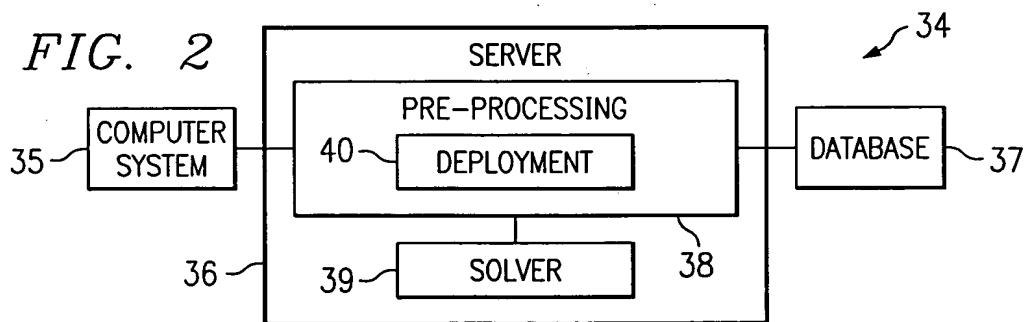 FIG. 2
34
SERVER
PRE-PROCESSING
COMPUTER
SYSTEM
35
40
DEPLOYMENT
DATABASE
37
36
39
SOLVER
38